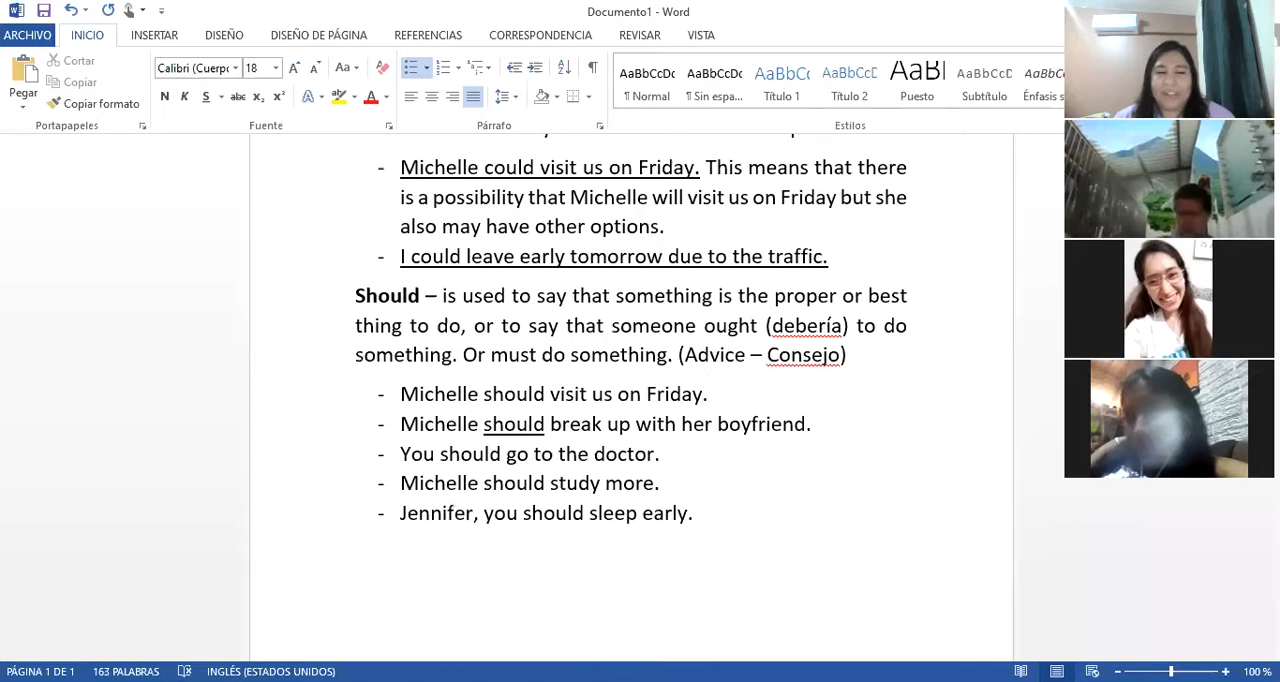 Documento1 - Word
ARCHIVO INICIO INSERTAR DISEÑO DISEÑO DE PÁGINA REFERENCIAS CORRESPONDENCIA REVISAR VISTA
Pegar
Cortar
Copiar
Copiar formato
Portapapeles
Calibri (Cuerpo 18
Aa
N K S abc x₂ x² A A
Fuente
Párrafo
AaBbCcDc AaBbCcDc AaBbCc AaBbCcD AaBl AaBbCcD AaBbCcD
¶ Normal ¶ Sin espa... Título 1 Título 2 Puesto Subtítulo Énfasis s
Estilos
- Michelle could visit us on Friday. This means that there
is a possibility that Michelle will visit us on Friday but she
also may have other options.
- I could leave early tomorrow due to the traffic.
Should – is used to say that something is the proper or best
thing to do, or to say that someone ought (debería) to do
something. Or must do something. (Advice – Consejo)
- Michelle should visit us on Friday.
- Michelle should break up with her boyfriend.
- You should go to the doctor.
- Michelle should study more.
- Jennifer, you should sleep early.
PÁGINA 1 DE 1 163 PALABRAS INGLÉS (ESTADOS UNIDOS) 100 %